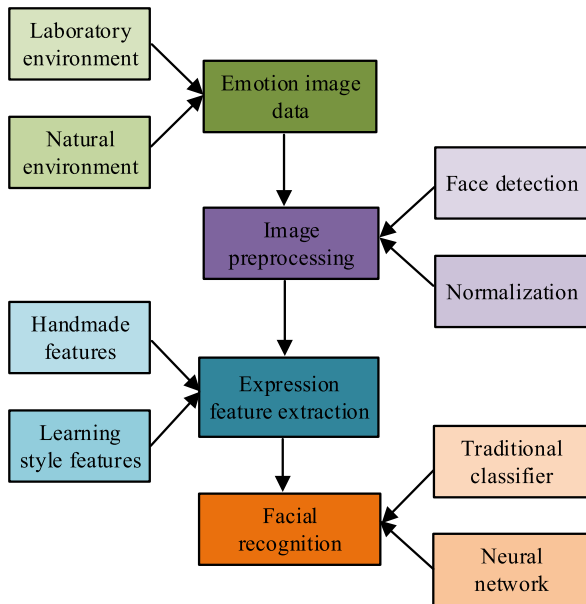 Laboratory
environment
Emotion image
data
Natural
environment
Face detection
Image
preprocessing
Normalization
Handmade
features
Expression
feature extraction
Learning
style features
Traditional
classifier
Facial
recognition
Neural
network